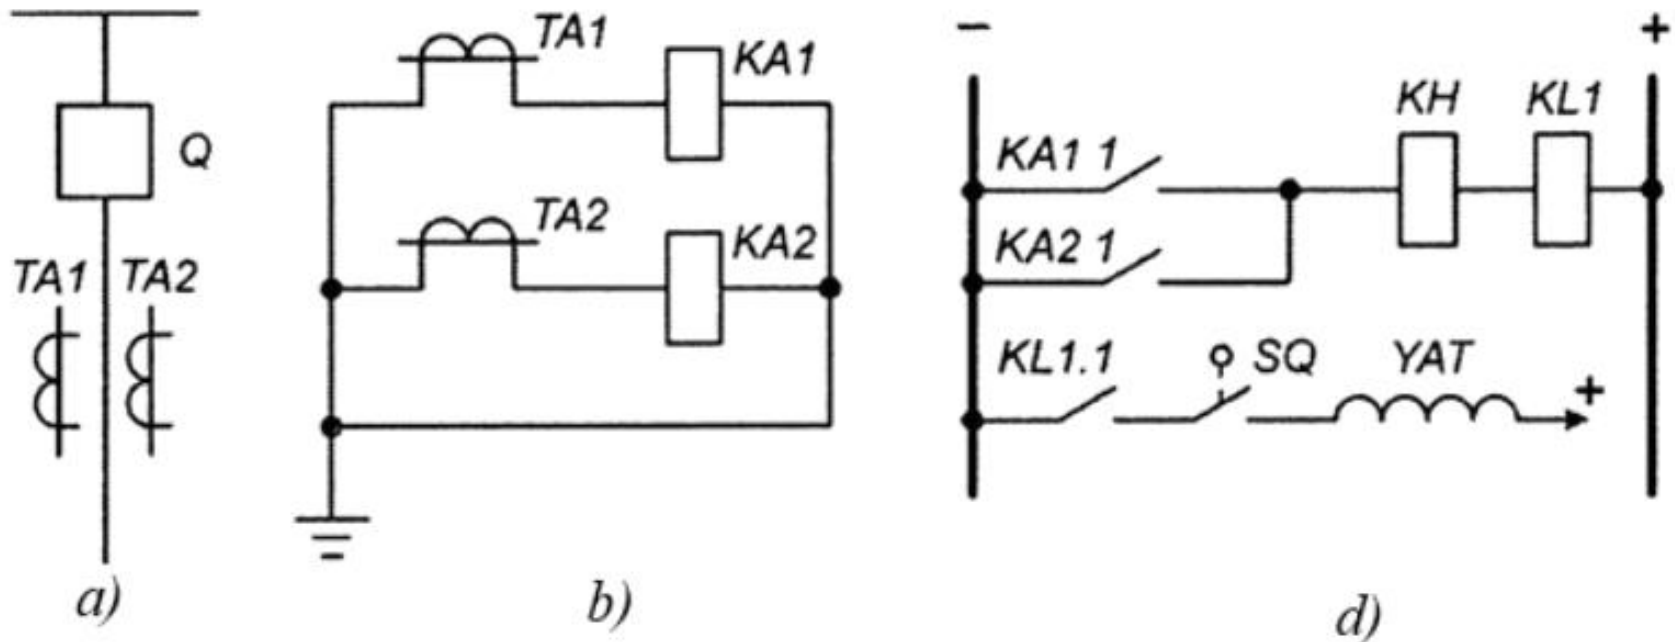 Q
TA1 TA2
a)
TA1
KA1
TA2
KA2
b)
– +
KH KL1
KA1 1
KA2 1
KL1.1 SQ YAT +
d)